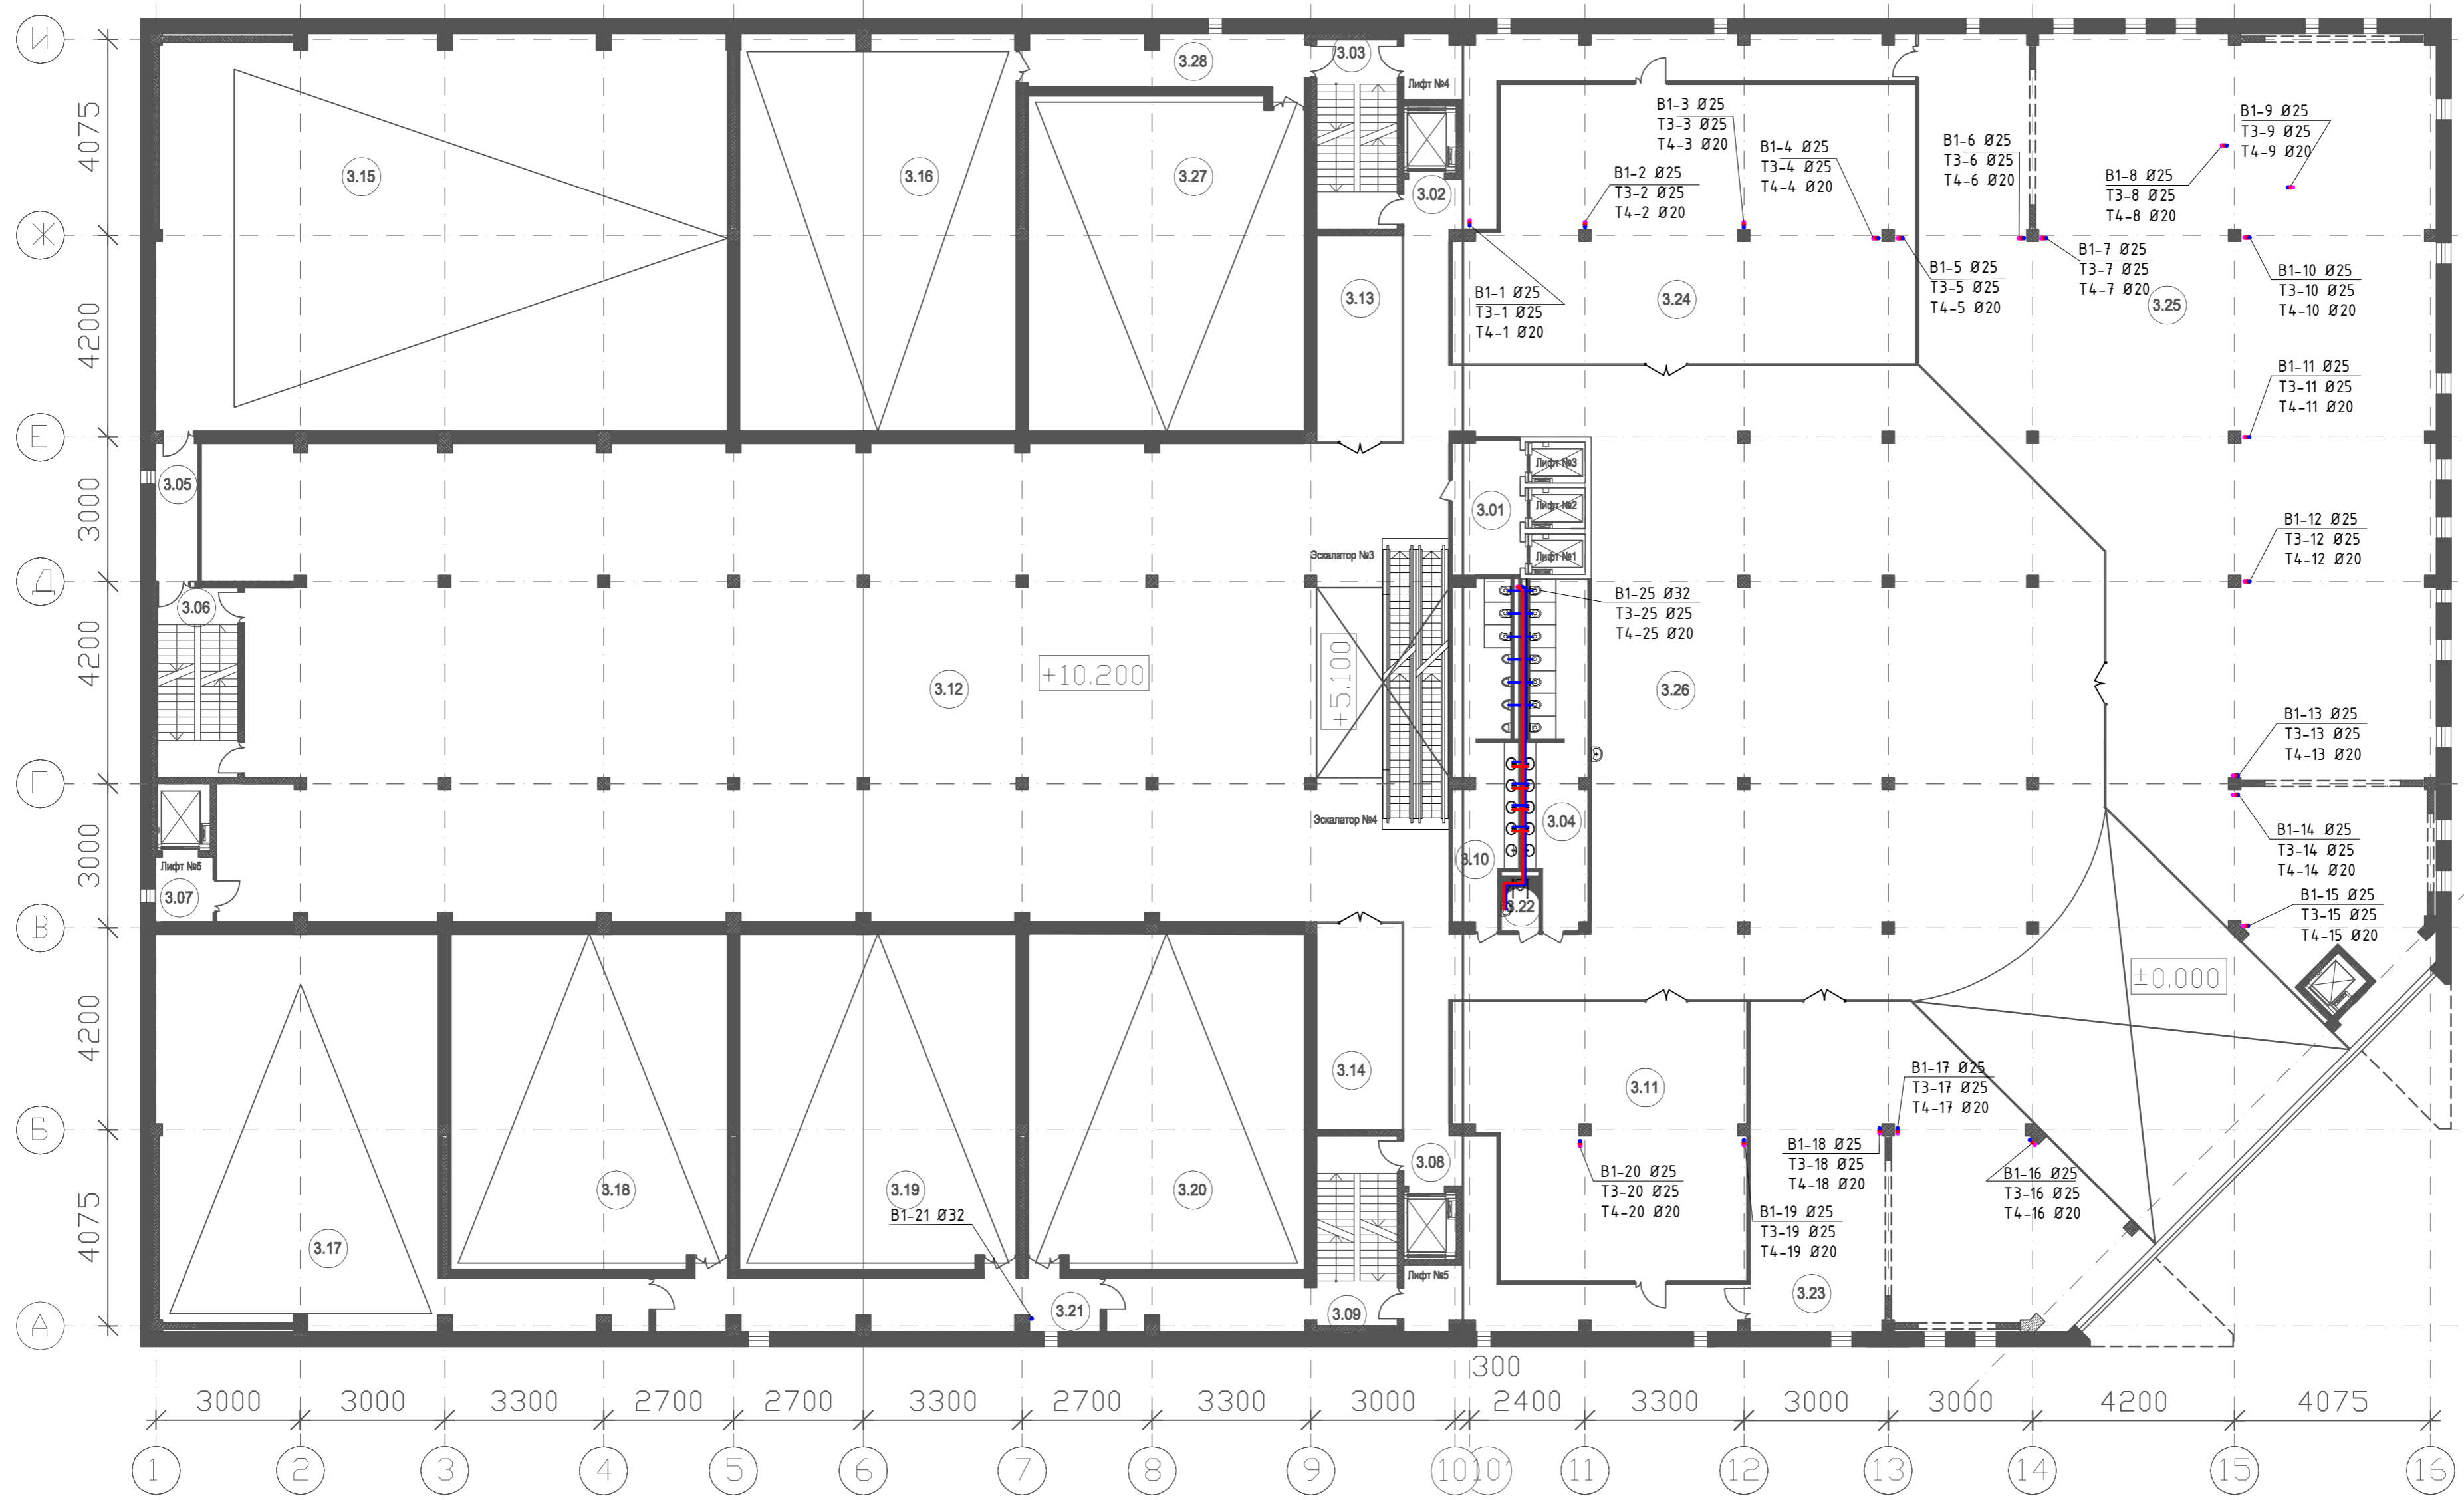 И
Ж
Е
Д
Г
В
Б
А
4075
4200
3000
4200
3000
4200
4075
3.15
3.16
3.28
3.27
3.03
Лифт №4
3.02
3.13
B1-1 Ø25
T3-1 Ø25
T4-1 Ø20
B1-2 Ø25
T3-2 Ø25
T4-2 Ø20
B1-3 Ø25
T3-3 Ø25
T4-3 Ø20
B1-4 Ø25
T3-4 Ø25
T4-4 Ø20
B1-5 Ø25
T3-5 Ø25
T4-5 Ø20
B1-6 Ø25
T3-6 Ø25
T4-6 Ø20
B1-7 Ø25
T3-7 Ø25
T4-7 Ø20
B1-8 Ø25
T3-8 Ø25
T4-8 Ø20
B1-9 Ø25
T3-9 Ø25
T4-9 Ø20
B1-10 Ø25
T3-10 Ø25
T4-10 Ø20
3.24
3.25
B1-11 Ø25
T3-11 Ø25
T4-11 Ø20
3.05
3.01
Лифт №3
Лифт №2
Лифт №1
Эскалатор №3
B1-12 Ø25
T3-12 Ø25
T4-12 Ø20
3.06
B1-25 Ø32
T3-25 Ø25
T4-25 Ø20
3.12
+10.200
+5.100
3.26
B1-13 Ø25
T3-13 Ø25
T4-13 Ø20
Эскалатор №4
3.04
3.10
3.22
B1-14 Ø25
T3-14 Ø25
T4-14 Ø20
Лифт №6
3.07
B1-15 Ø25
T3-15 Ø25
T4-15 Ø20
±0.000
3.14
3.11
B1-17 Ø25
T3-17 Ø25
T4-17 Ø20
3.08
B1-18 Ø25
T3-18 Ø25
T4-18 Ø20
B1-16 Ø25
T3-16 Ø25
T4-16 Ø20
B1-20 Ø25
T3-20 Ø25
T4-20 Ø20
B1-19 Ø25
T3-19 Ø25
T4-19 Ø20
3.17
3.18
3.19
B1-21 Ø32
3.20
Лифт №5
3.21
3.09
3.23
300
3000
3000
3300
2700
2700
3300
2700
3300
3000
2400
3300
3000
3000
4200
4075
1
2
3
4
5
6
7
8
9
10
10'
11
12
13
14
15
16